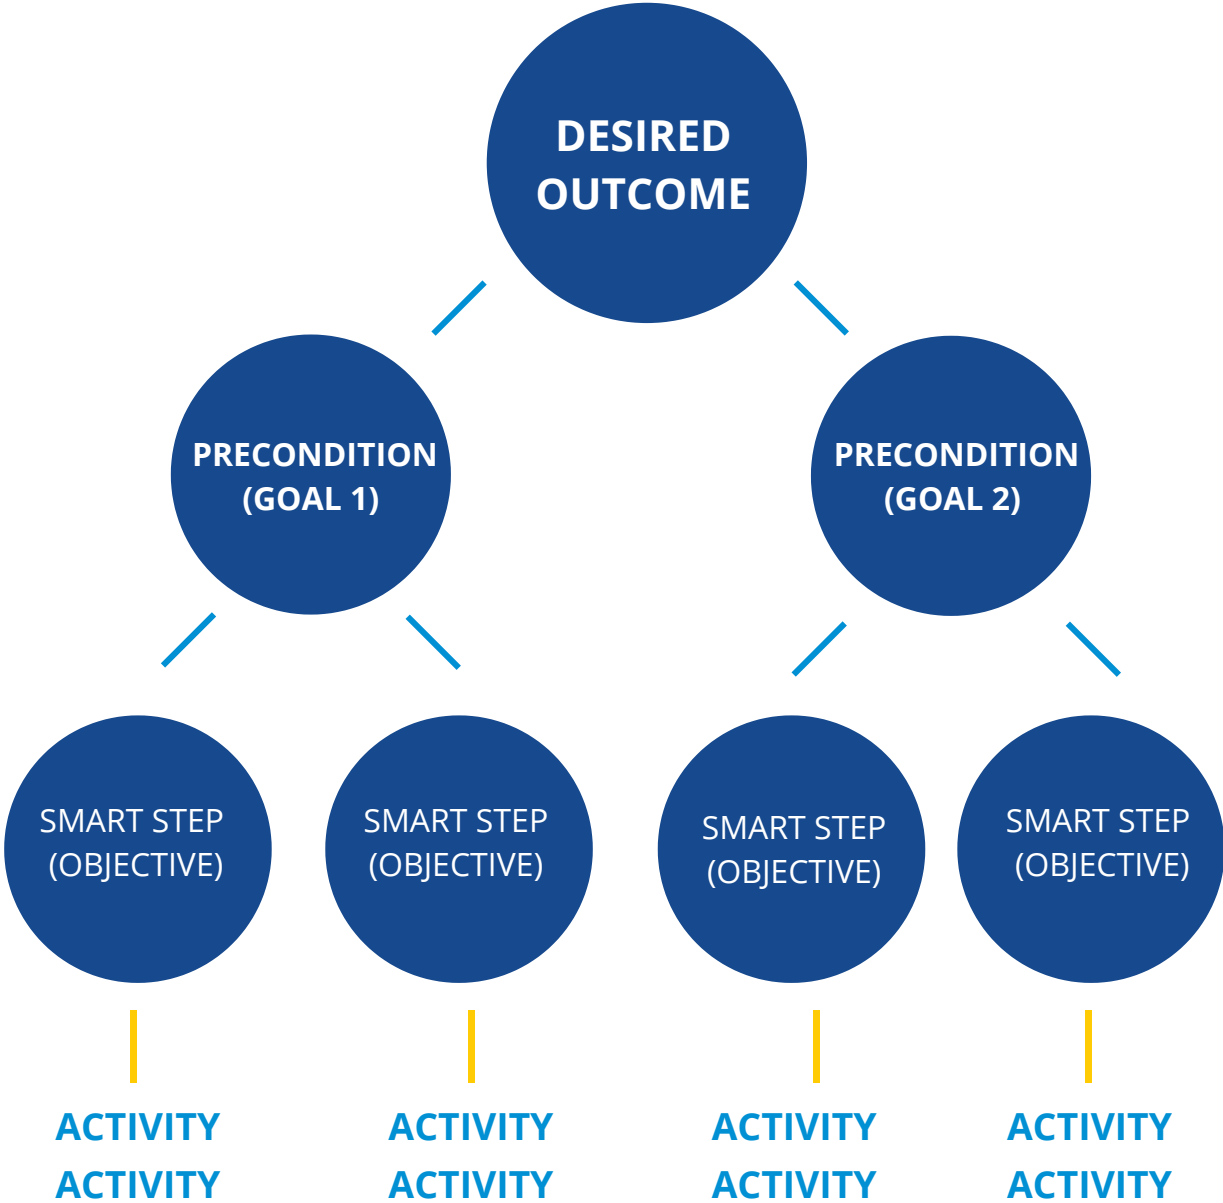 DESIRED
OUTCOME
PRECONDITION
(GOAL 1)
PRECONDITION
(GOAL 2)
SMART STEP
(OBJECTIVE)
SMART STEP
(OBJECTIVE)
SMART STEP
(OBJECTIVE)
SMART STEP
(OBJECTIVE)
ACTIVITY
ACTIVITY
ACTIVITY
ACTIVITY
ACTIVITY
ACTIVITY
ACTIVITY
ACTIVITY